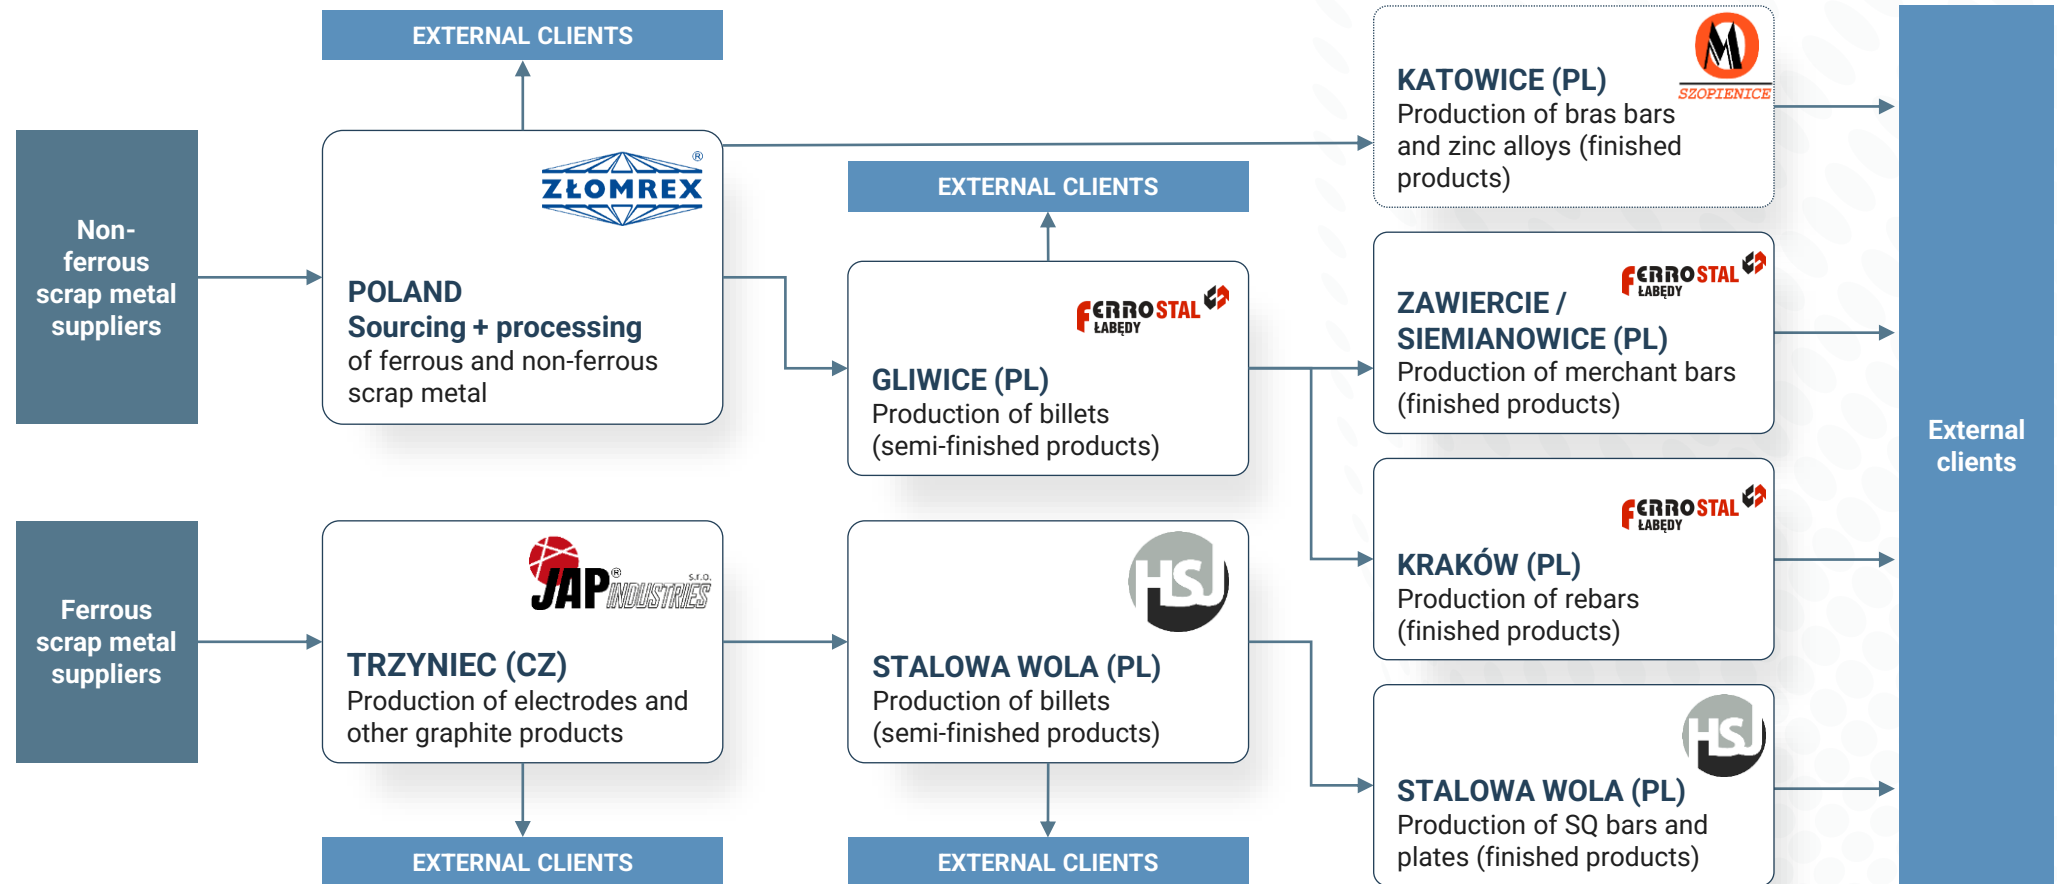 EXTERNAL CLIENTS
Non-
ferrous
scrap metal
suppliers
ZŁOMREX
®
POLAND
Sourcing + processing
of ferrous and non-ferrous
scrap metal
EXTERNAL CLIENTS
FERROSTAL
ŁABĘDY
GLIWICE (PL)
Production of billets
(semi-finished products)
SZOPIENICE
KATOWICE (PL)
Production of bras bars
and zinc alloys (finished
products)
FERROSTAL
ŁABĘDY
ZAWIERCIE /
SIEMIANOWICE (PL)
Production of merchant bars
(finished products)
FERROSTAL
ŁABĘDY
KRAKÓW (PL)
Production of rebars
(finished products)
External
clients
Ferrous
scrap metal
suppliers
JAP® INDUSTRIES s.r.o.
TRZYNIEC (CZ)
Production of electrodes and
other graphite products
EXTERNAL CLIENTS
HSJ
STALOWA WOLA (PL)
Production of billets
(semi-finished products)
EXTERNAL CLIENTS
HSJ
STALOWA WOLA (PL)
Production of SQ bars and
plates (finished products)